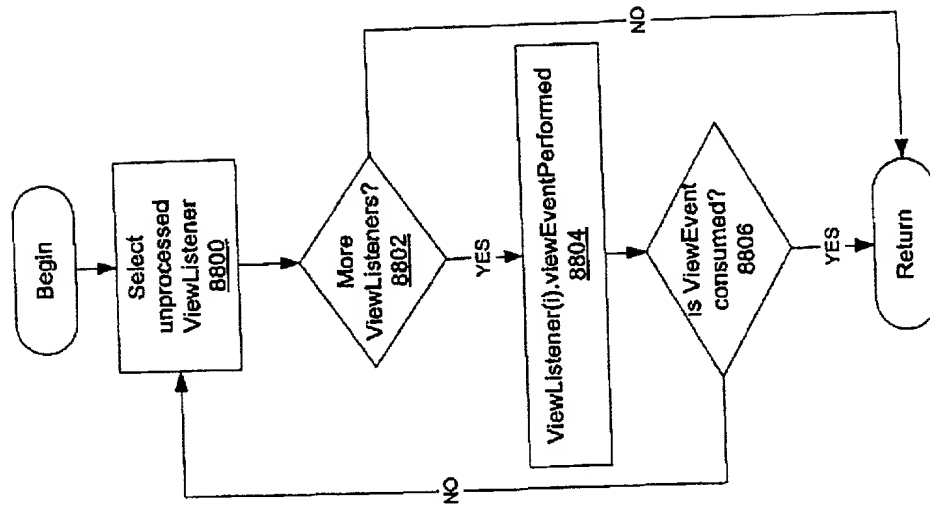 Begin
Select
unprocessed
ViewListener
8800
More
ViewListeners?
8802
NO
YES
ViewListener(i).viewEventPerformed
8804
is ViewEvent
consumed?
8806
NO
YES
Return